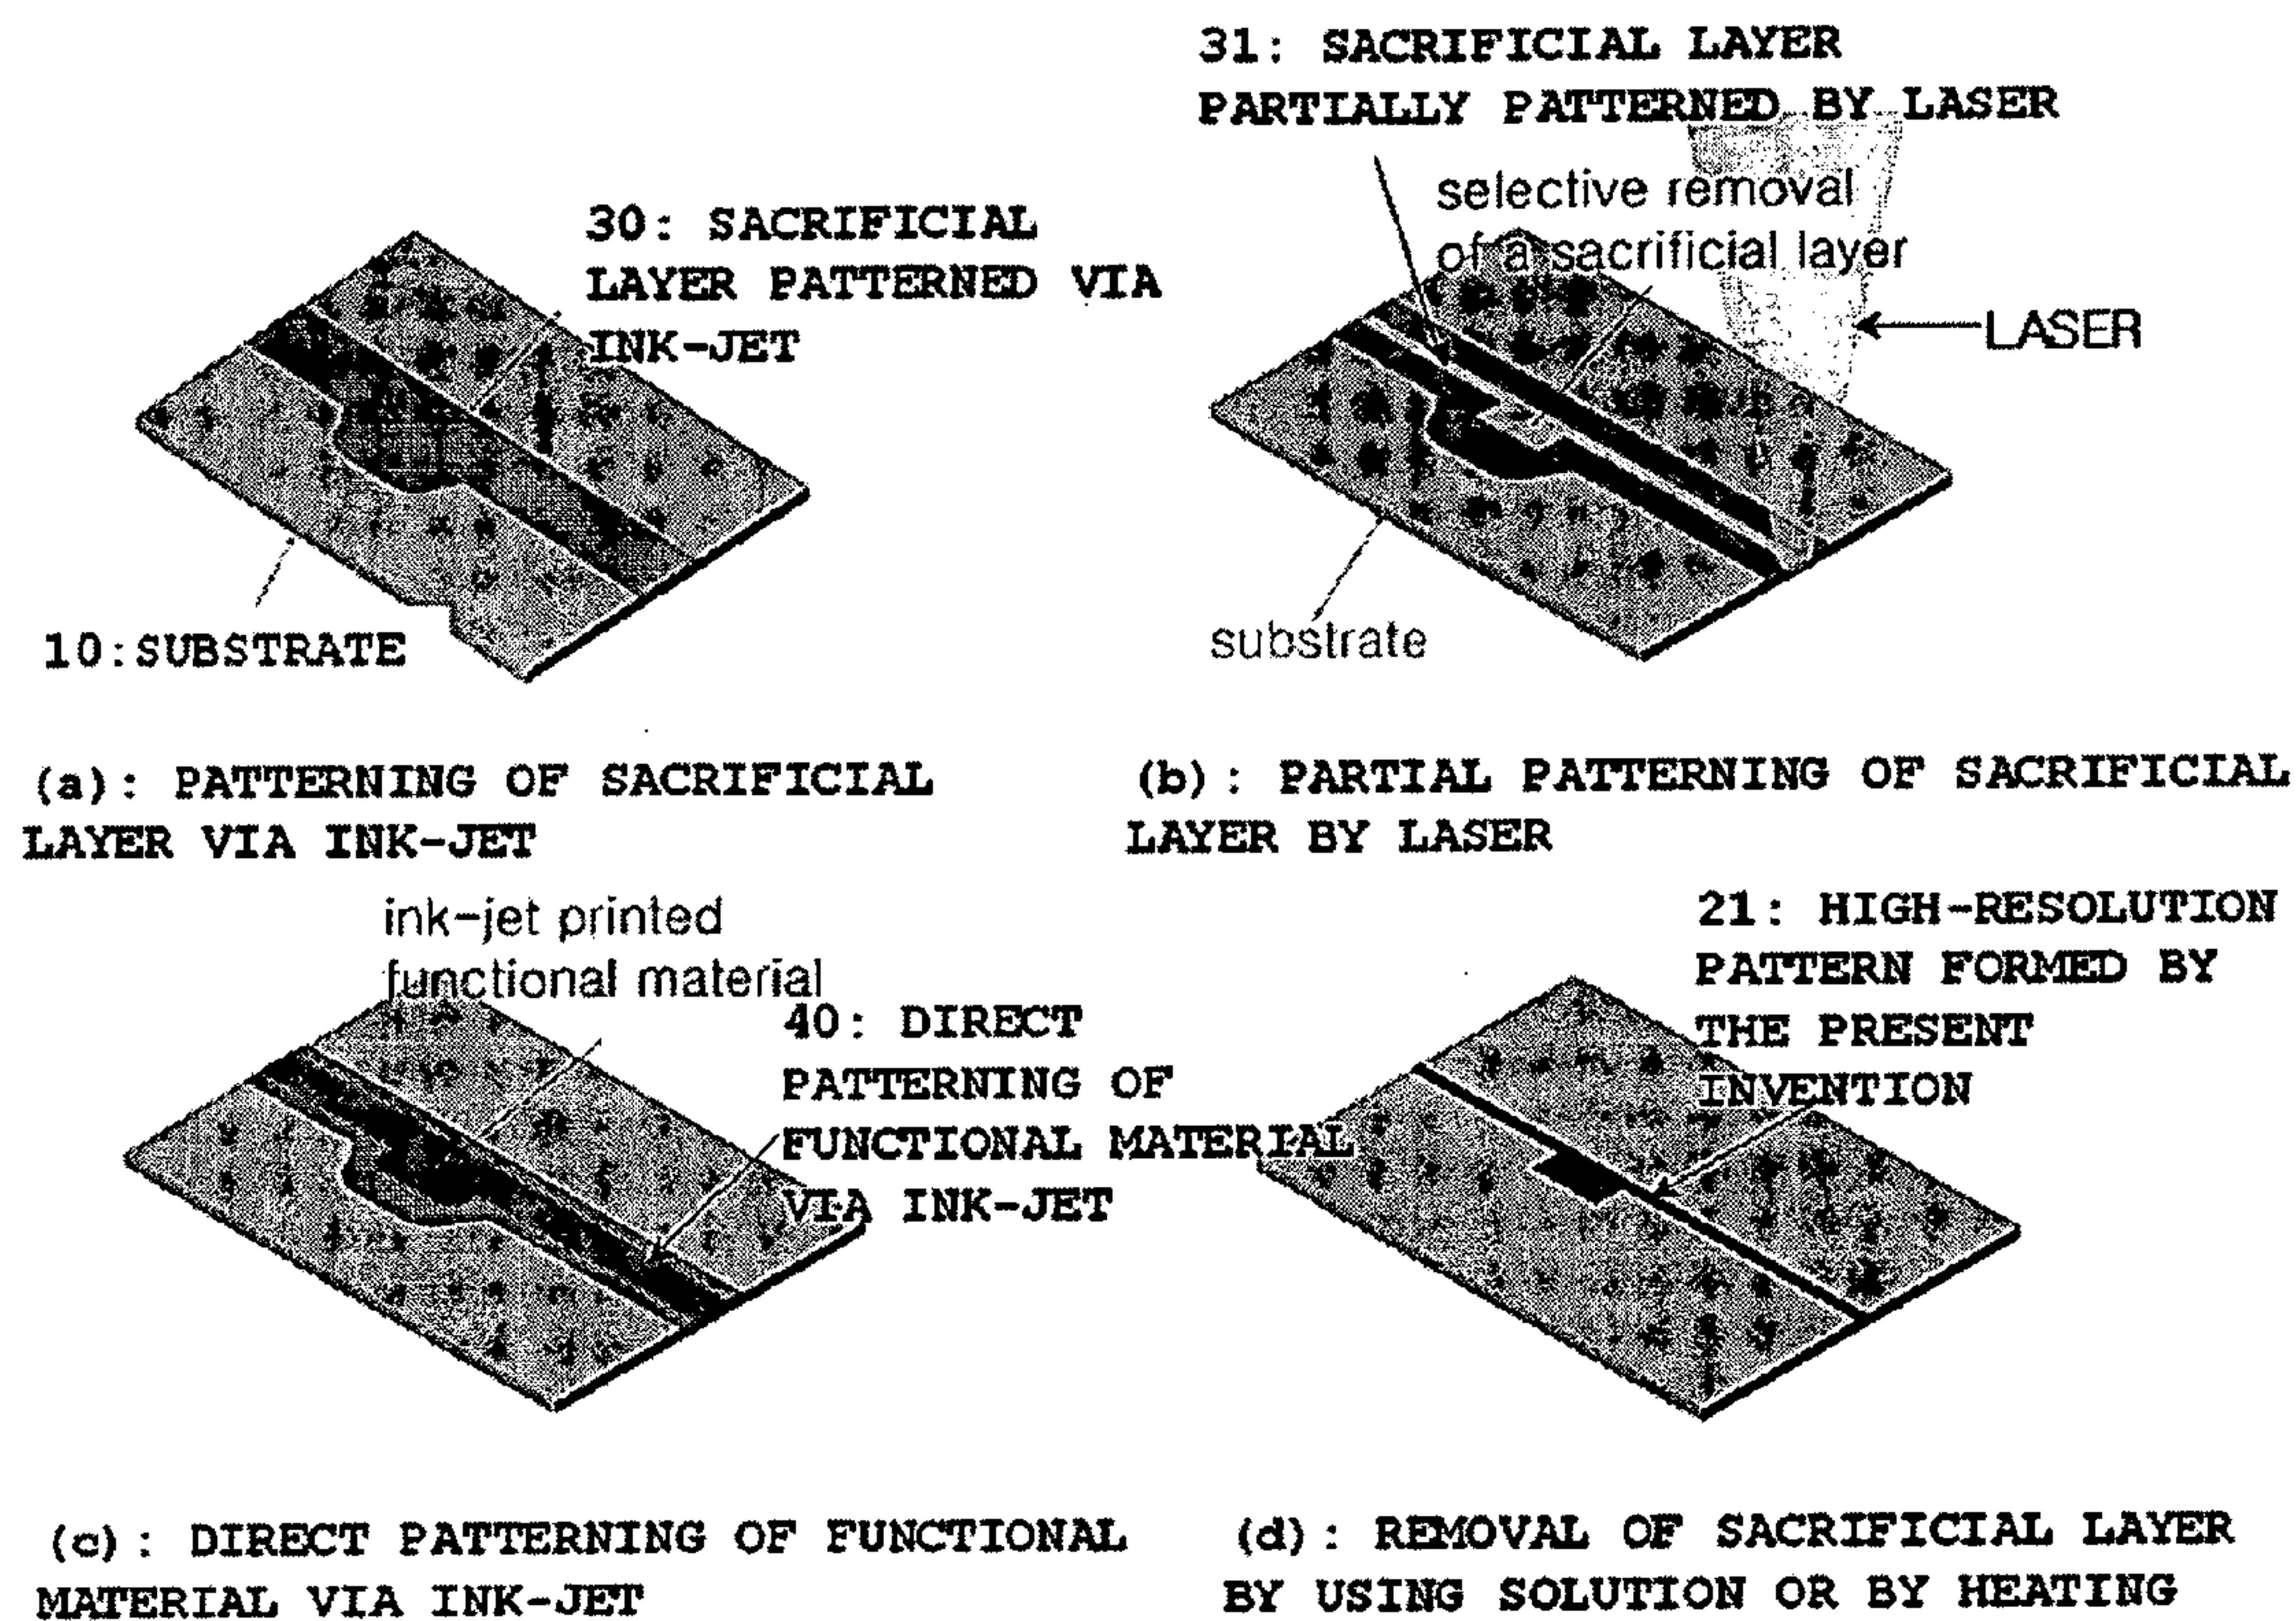 30: SACRIFICIAL
LAYER PATTERNED VIA
INK-JET
10:SUBSTRATE
(a): PATTERNING OF SACRIFICIAL
LAYER VIA INK-JET
31: SACRIFICIAL LAYER
PARTIALLY PATTERNED BY LASER
selective removal
of a sacrificial layer
LASER
substrate
(b): PARTIAL PATTERNING OF SACRIFICIAL
LAYER BY LASER
ink-jet printed
functional material
40: DIRECT
PATTERNING OF
FUNCTIONAL MATERIAL
VIA INK-JET
(c): DIRECT PATTERNING OF FUNCTIONAL
MATERIAL VIA INK-JET
21: HIGH-RESOLUTION
PATTERN FORMED BY
THE PRESENT
INVENTION
(d): REMOVAL OF SACRIFICIAL LAYER
BY USING SOLUTION OR BY HEATING